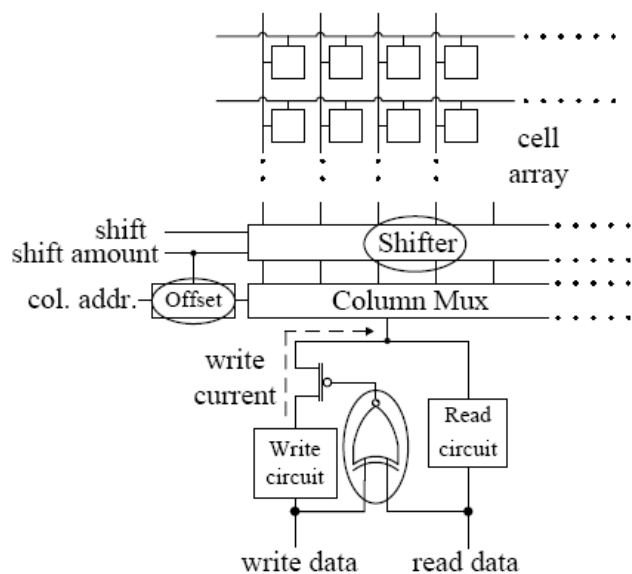 cell
array
shift
shift amount
Shifter
col. addr.
Offset
Column Mux
write
current
Write
circuit
Read
circuit
write data
read data